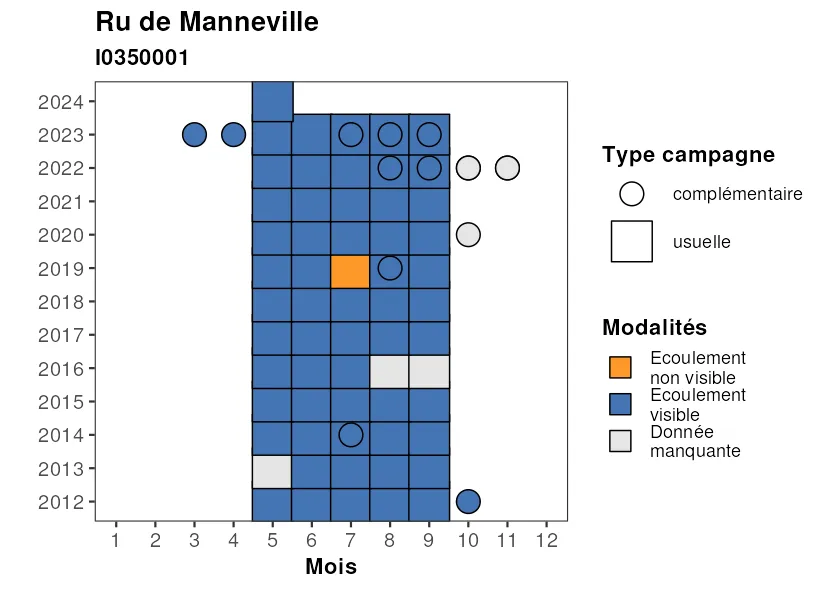 Ru de Manneville
I0350001
2024
2023
2022
2021
2020
2019
2018
2017
2016
2015
2014
2013
2012
1 2 3 4 5 6 7 8 9 10 11 12
Mois
Type campagne
complémentaire
usuelle
Modalités
Ecoulement
non visible
Ecoulement
visible
Donnée
manquante